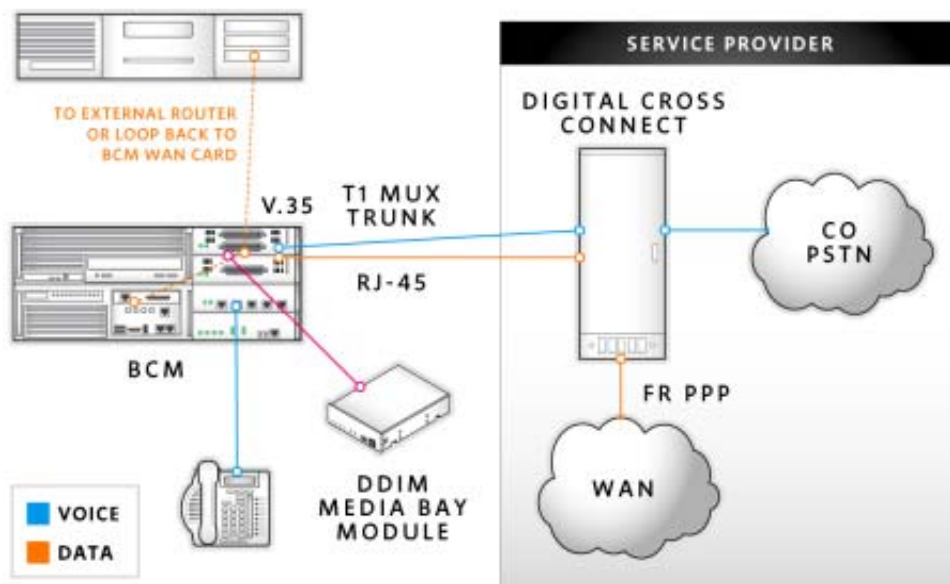 SERVICE PROVIDER
TO EXTERNAL ROUTER
OR LOOP BACK TO
BCM WAN CARD
DIGITAL CROSS
CONNECT
V.35
T1 MUX
TRUNK
CO
PSTN
RJ-45
BCM
FR PPP
DDIM
MEDIA BAY
MODULE
WAN
VOICE
DATA